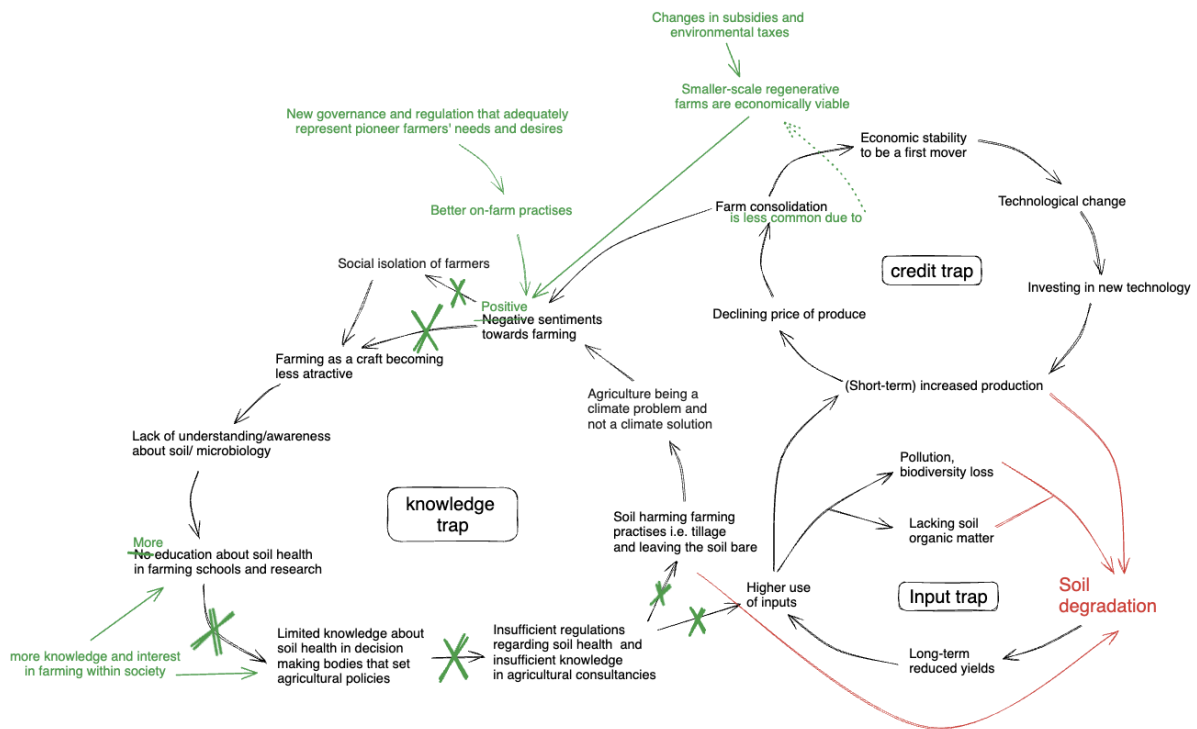 Changes in subsidies and
environmental taxes
Smaller-scale regenerative
farms are economically viable
New governance and regulation that adequately
represent pioneer farmers' needs and desires
Better on-farm practises
Economic stability
to be a first mover
Technological change
Farm consolidation
is less common due to
credit trap
Investing in new technology
Declining price of produce
(Short-term) increased production
Social isolation of farmers
Positive
Negative sentiments
towards farming
Farming as a craft becoming
less atractive
Agriculture being a
climate problem and
not a climate solution
Lack of understanding/awareness
about soil/ microbiology
knowledge
trap
Pollution,
biodiversity loss
Lacking soil
organic matter
Soil harming farming
practises i.e. tillage
and leaving the soil bare
More
No education about soil health
in farming schools and research
Higher use
of inputs
Input trap
Soil
degradation
Long-term
reduced yields
more knowledge and interest
in farming within society
Limited knowledge about
soil health in decision
making bodies that set
agricultural policies
Insufficient regulations
regarding soil health and
insufficient knowledge
in agricultural consultancies